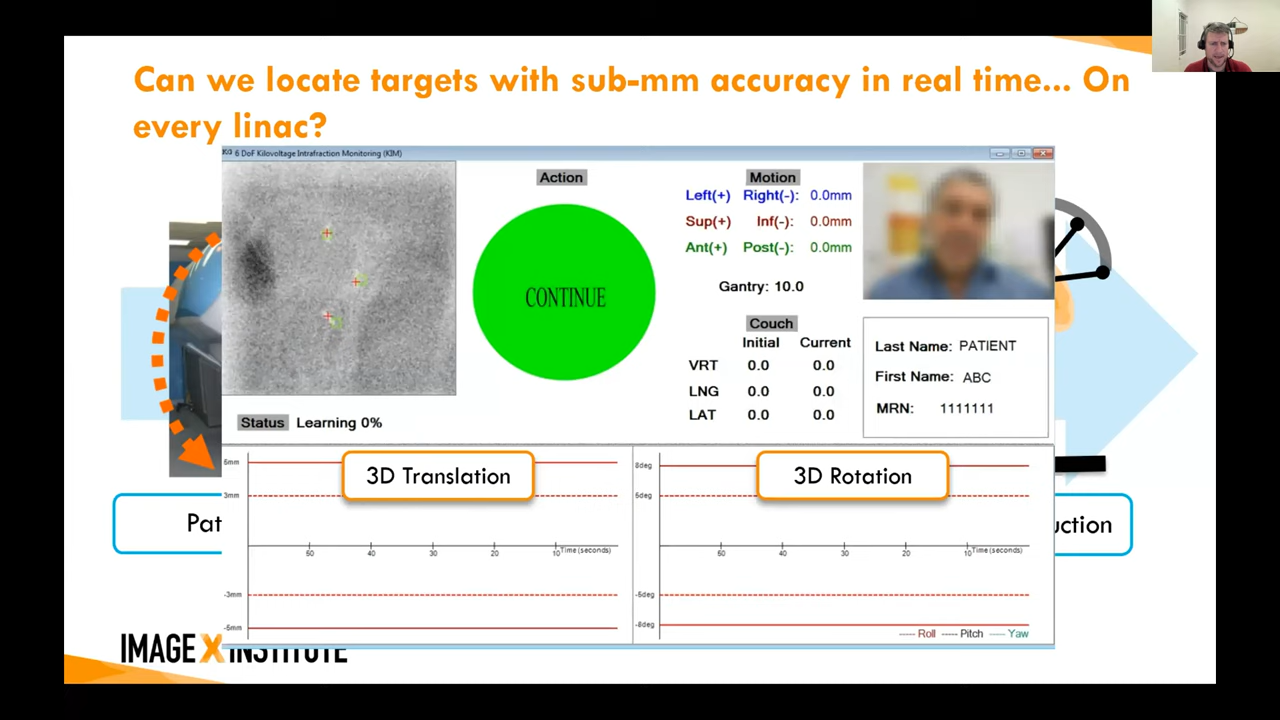 Can we locate targets with sub-mm accuracy in real time... On
every linac?
6 DoF Kilovoltage Intrafraction Monitoring (KIM)
Action
CONTINUE
Status Learning 0%
Motion
Left(+) Right(-): 0.0mm
Sup(+) Inf(-): 0.0mm
Ant(+) Post(-): 0.0mm
Gantry: 10.0
Couch
Initial Current
VRT 0.0 0.0
LNG 0.0 0.0
LAT 0.0 0.0
Last Name: PATIENT
First Name: ABC
MRN: 1111111
3D Translation
5mm
3mm
50 40 30 20 10 Time (seconds)
-3mm
-5mm
3D Rotation
8deg
5deg
50 40 30 20 10 Time (seconds)
-5deg
-8deg
Roll Pitch Yaw
Pat
uction
IMAGE X INSTITUTE